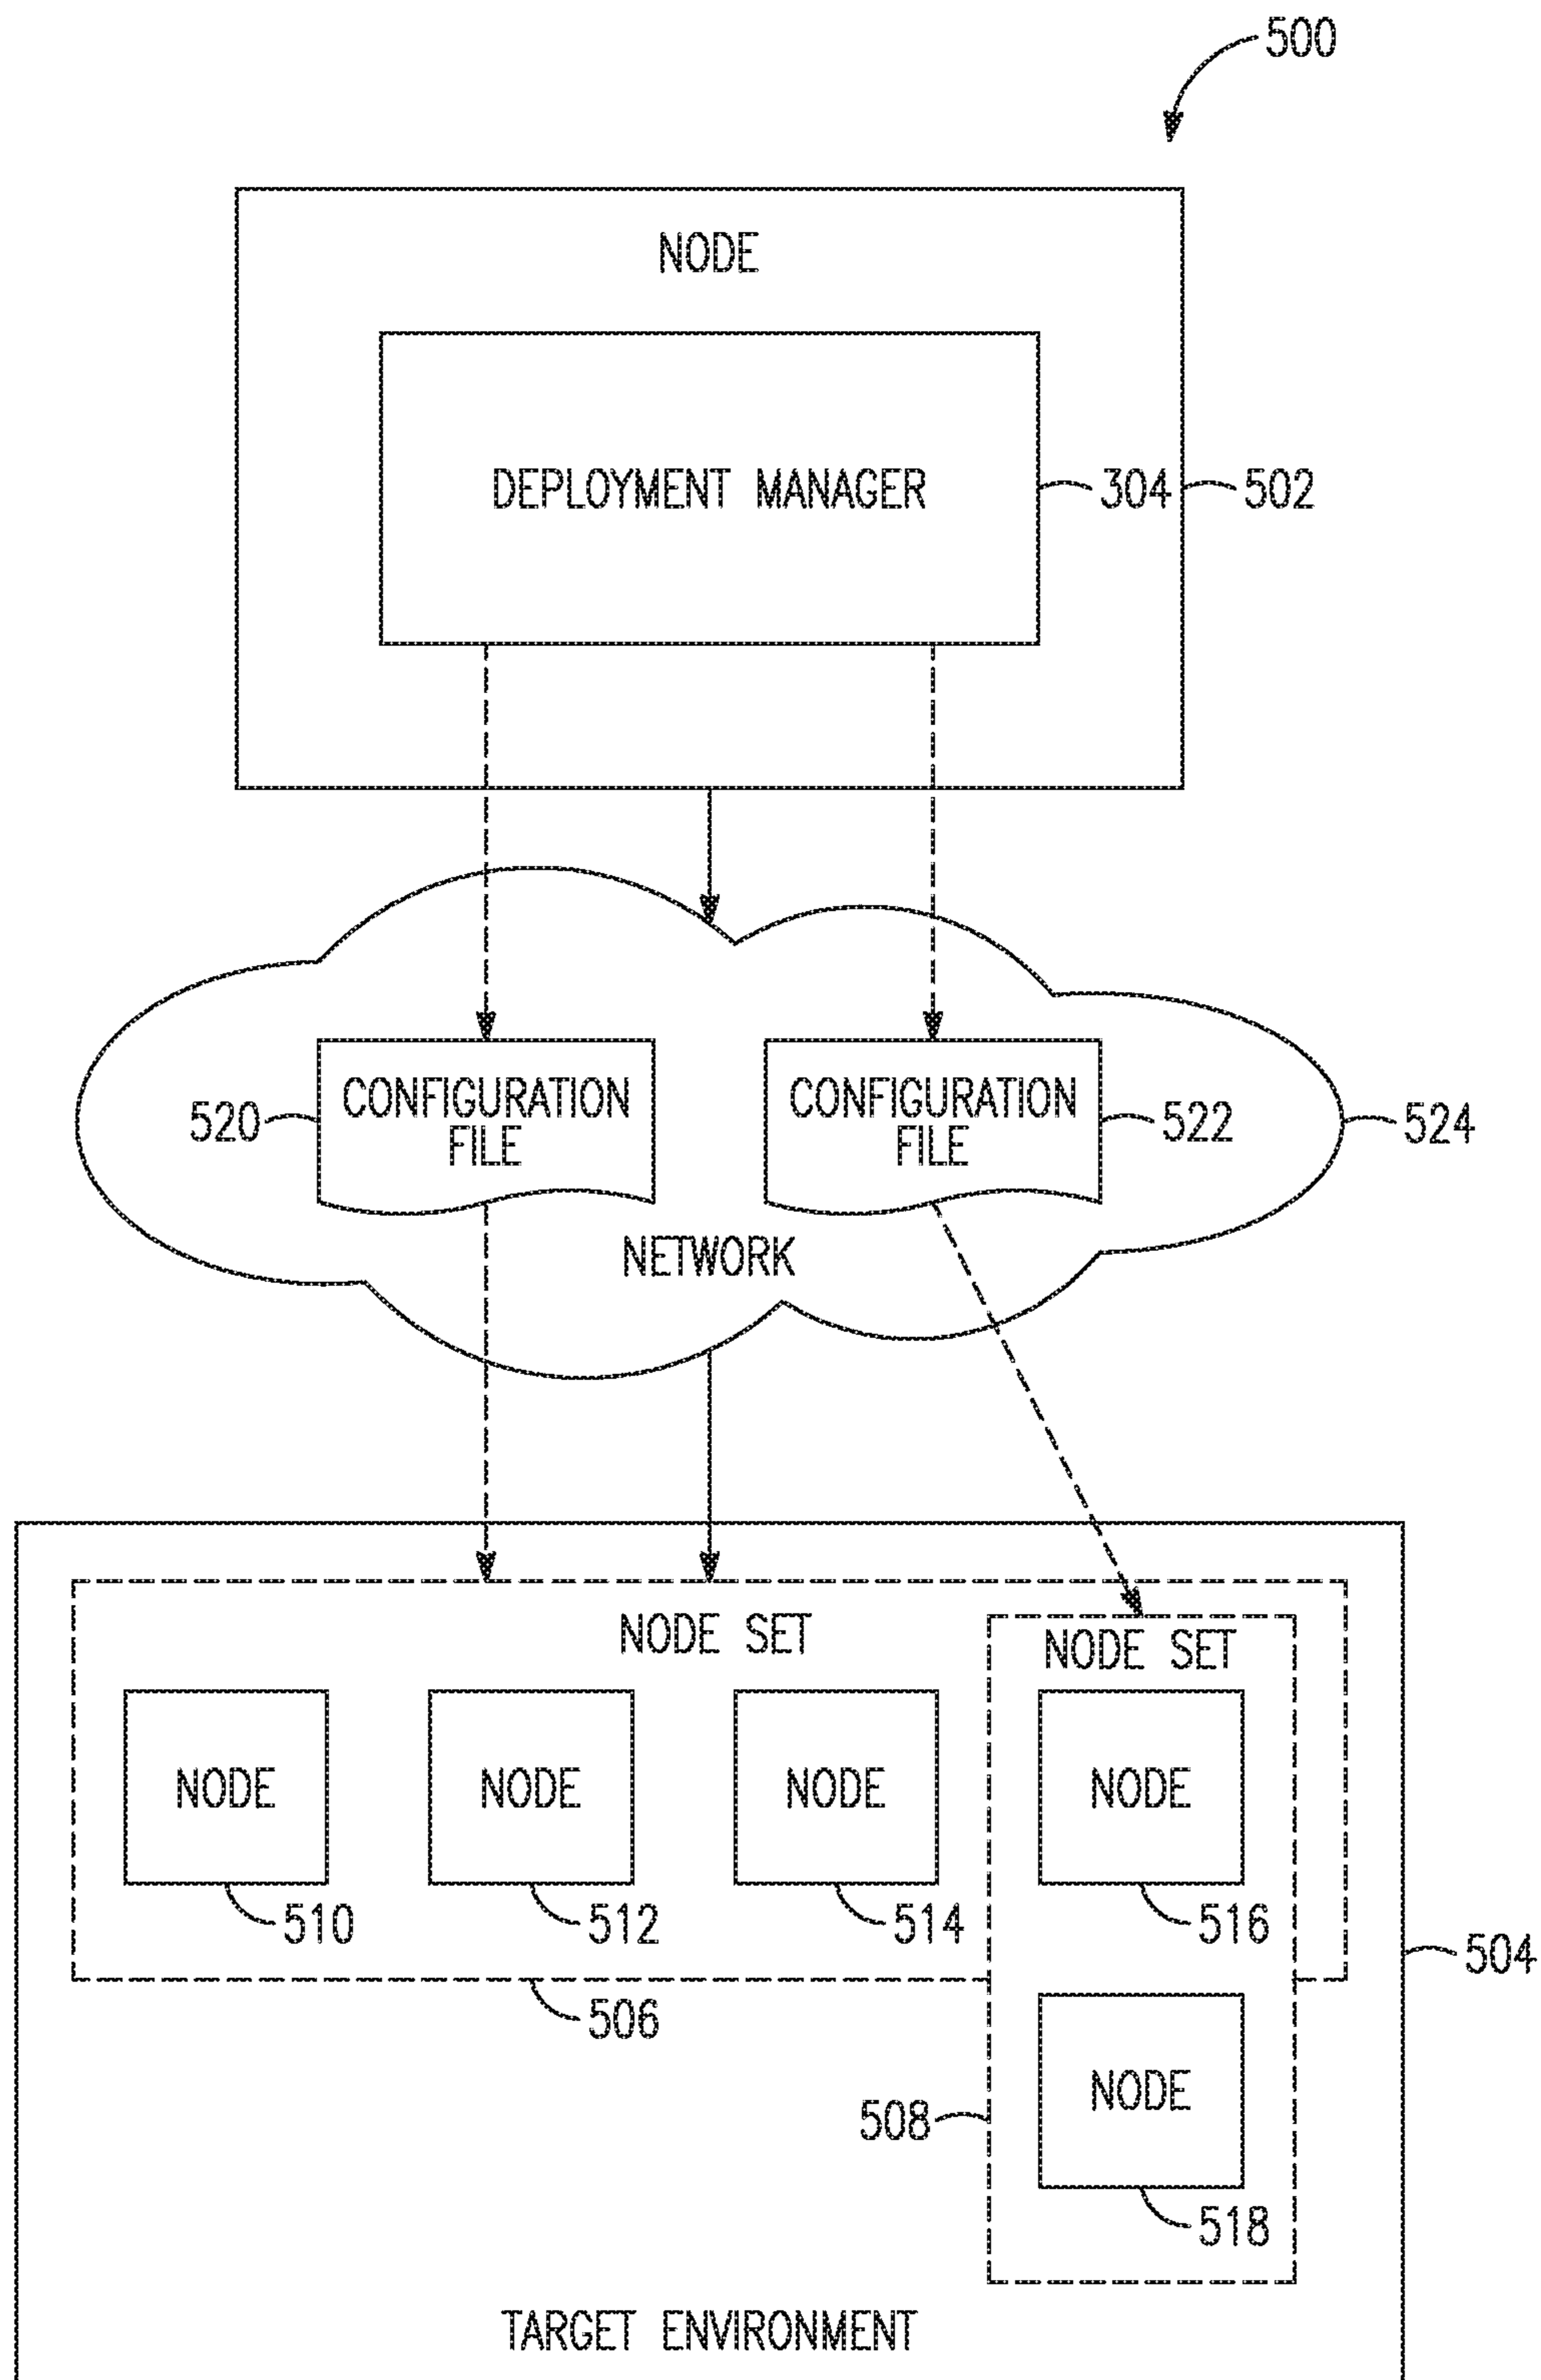 500
NODE
DEPLOYMENT MANAGER
304
502
CONFIGURATION
FILE
520
CONFIGURATION
FILE
522
524
NETWORK
NODE SET
NODE SET
NODE
NODE
NODE
NODE
510
512
514
516
504
506
NODE
508
518
TARGET ENVIRONMENT